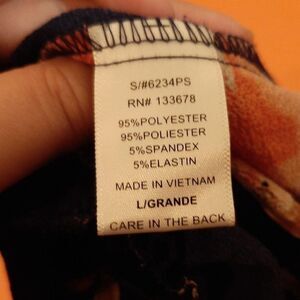 S/#6234PS
RN# 133678
95%POLYESTER
95%POLIESTER
5%SPANDEX
5%ELASTIN
MADE IN VIETNAM
L/GRANDE
CARE IN THE BACK